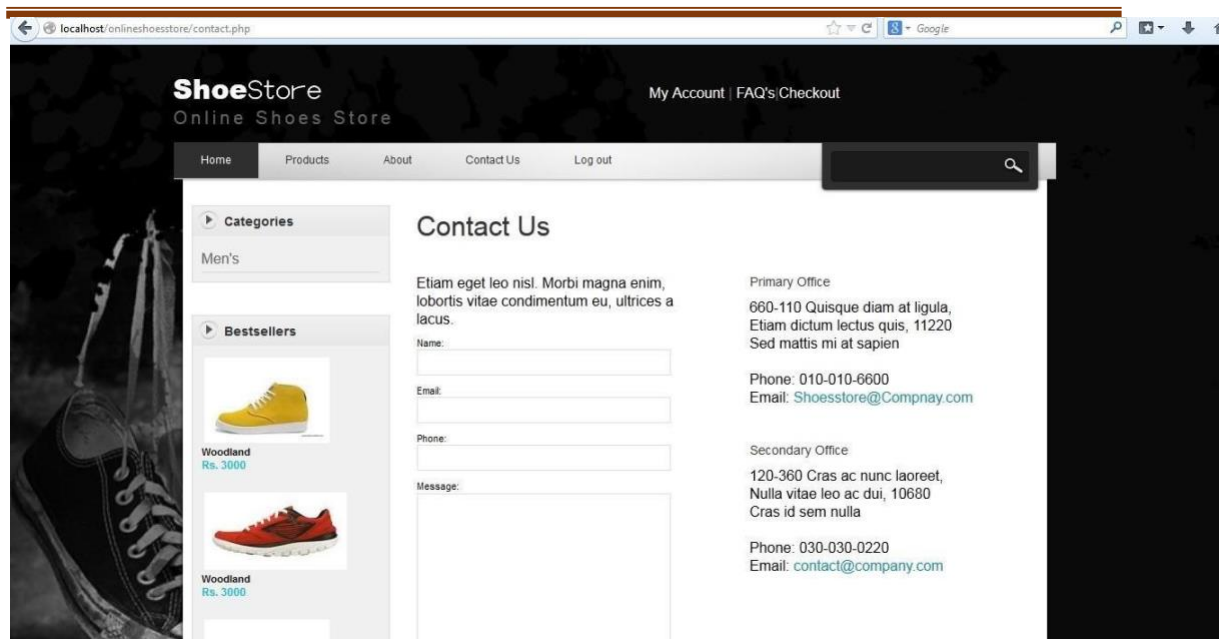 localhost/onlineshoesstore/contact.php
Google
ShoeStore
Online Shoes Store
My Account | FAQ's|Checkout
Home Products About Contact Us Log out
Categories
Men's
Bestsellers
Woodland
Rs. 3000
Woodland
Rs. 3000
Contact Us
Etiam eget leo nisl. Morbi magna enim,
lobortis vitae condimentum eu, ultrices a
lacus.
Name:
Email:
Phone:
Message:
Primary Office
660-110 Quisque diam at ligula,
Etiam dictum lectus quis, 11220
Sed mattis mi at sapien
Phone: 010-010-6600
Email: Shoesstore@Compnay.com
Secondary Office
120-360 Cras ac nunc laoreet,
Nulla vitae leo ac dui, 10680
Cras id sem nulla
Phone: 030-030-0220
Email: contact@company.com